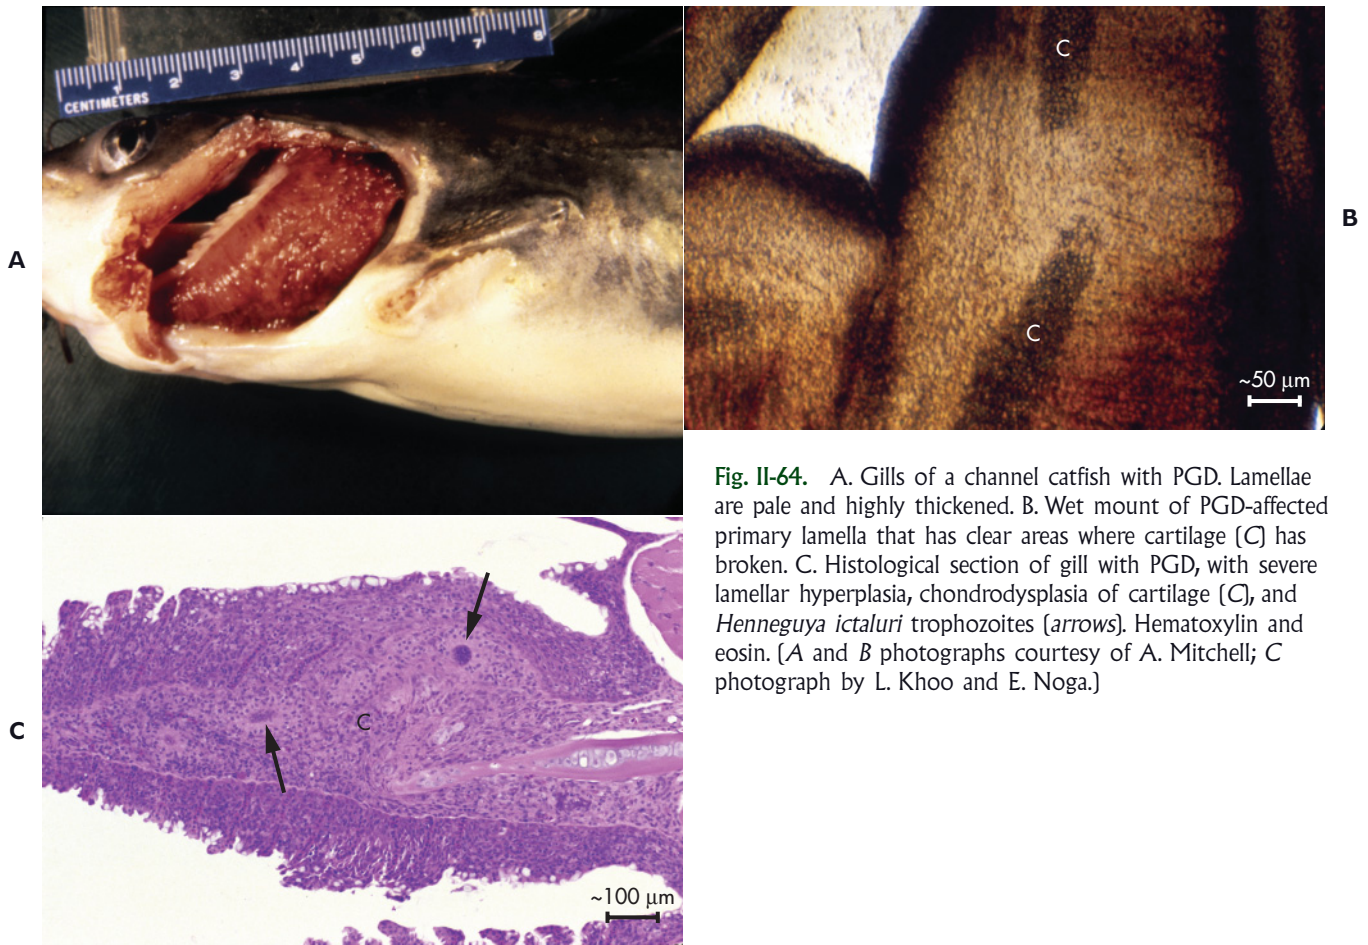 1 2 3 4 5 6 7 8
CENTIMETERS
A
C
C
~50 µm
B
Fig. II-64. A. Gills of a channel catfish with PGD. Lamellae
are pale and highly thickened. B. Wet mount of PGD-affected
primary lamella that has clear areas where cartilage (C) has
broken. C. Histological section of gill with PGD, with severe
lamellar hyperplasia, chondrodysplasia of cartilage (C), and
Henneguya ictaluri trophozoites (arrows). Hematoxylin and
eosin. (A and B photographs courtesy of A. Mitchell; C
photograph by L. Khoo and E. Noga.)
C
C
~100 µm